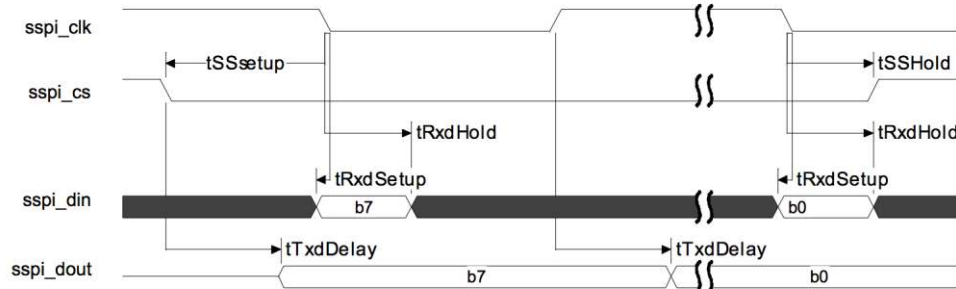 sspi_clk
tSSsetup
tSSHold
sspi_cs
tRxdHold
tRxdHold
tRxdSetup
tRxdSetup
sspi_din
b7
b0
tTxdDelay
tTxdDelay
sspi_dout
b7
b0